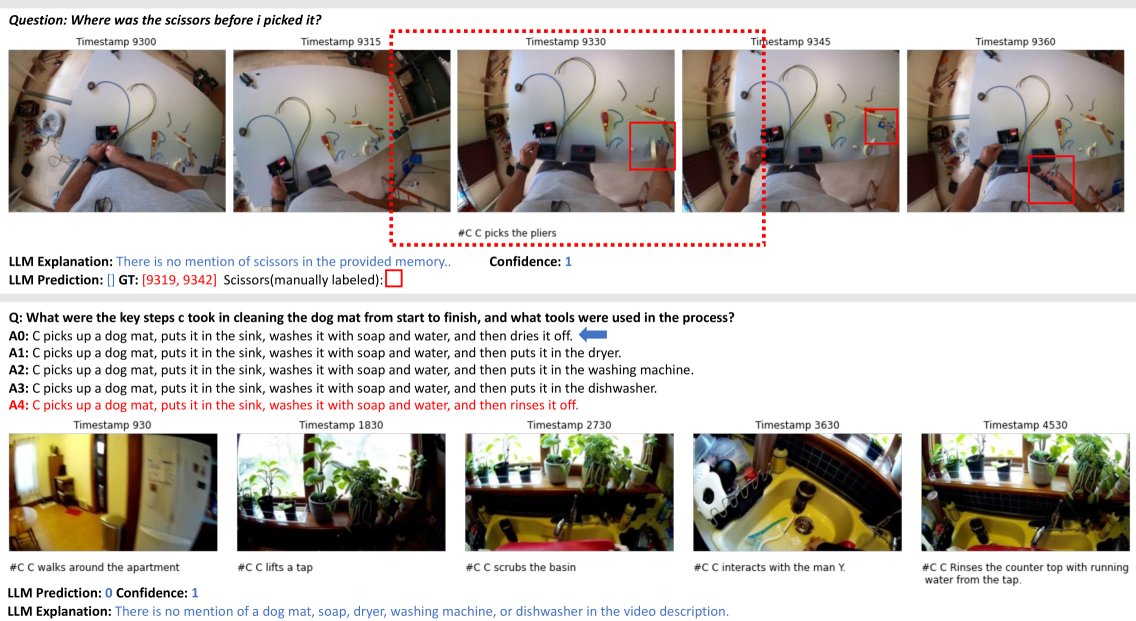 Question: Where was the scissors before i picked it?
Timestamp 9300 Timestamp 9315 Timestamp 9330 Timestamp 9345 Timestamp 9360
#C C picks the pliers
LLM Explanation: There is no mention of scissors in the provided memory.. Confidence: 1
LLM Prediction: [] GT: [9319, 9342] Scissors(manually labeled):
Q: What were the key steps c took in cleaning the dog mat from start to finish, and what tools were used in the process?
A0: C picks up a dog mat, puts it in the sink, washes it with soap and water, and then dries it off.
A1: C picks up a dog mat, puts it in the sink, washes it with soap and water, and then puts it in the dryer.
A2: C picks up a dog mat, puts it in the sink, washes it with soap and water, and then puts it in the washing machine.
A3: C picks up a dog mat, puts it in the sink, washes it with soap and water, and then puts it in the dishwasher.
A4: C picks up a dog mat, puts it in the sink, washes it with soap and water, and then rinses it off.
Timestamp 930 Timestamp 1830 Timestamp 2730 Timestamp 3630 Timestamp 4530
#C C walks around the apartment #C C lifts a tap #C C scrubs the basin #C C interacts with the man Y. #C C Rinses the counter top with running
water from the tap.
LLM Prediction: 0 Confidence: 1
LLM Explanation: There is no mention of a dog mat, soap, dryer, washing machine, or dishwasher in the video description.